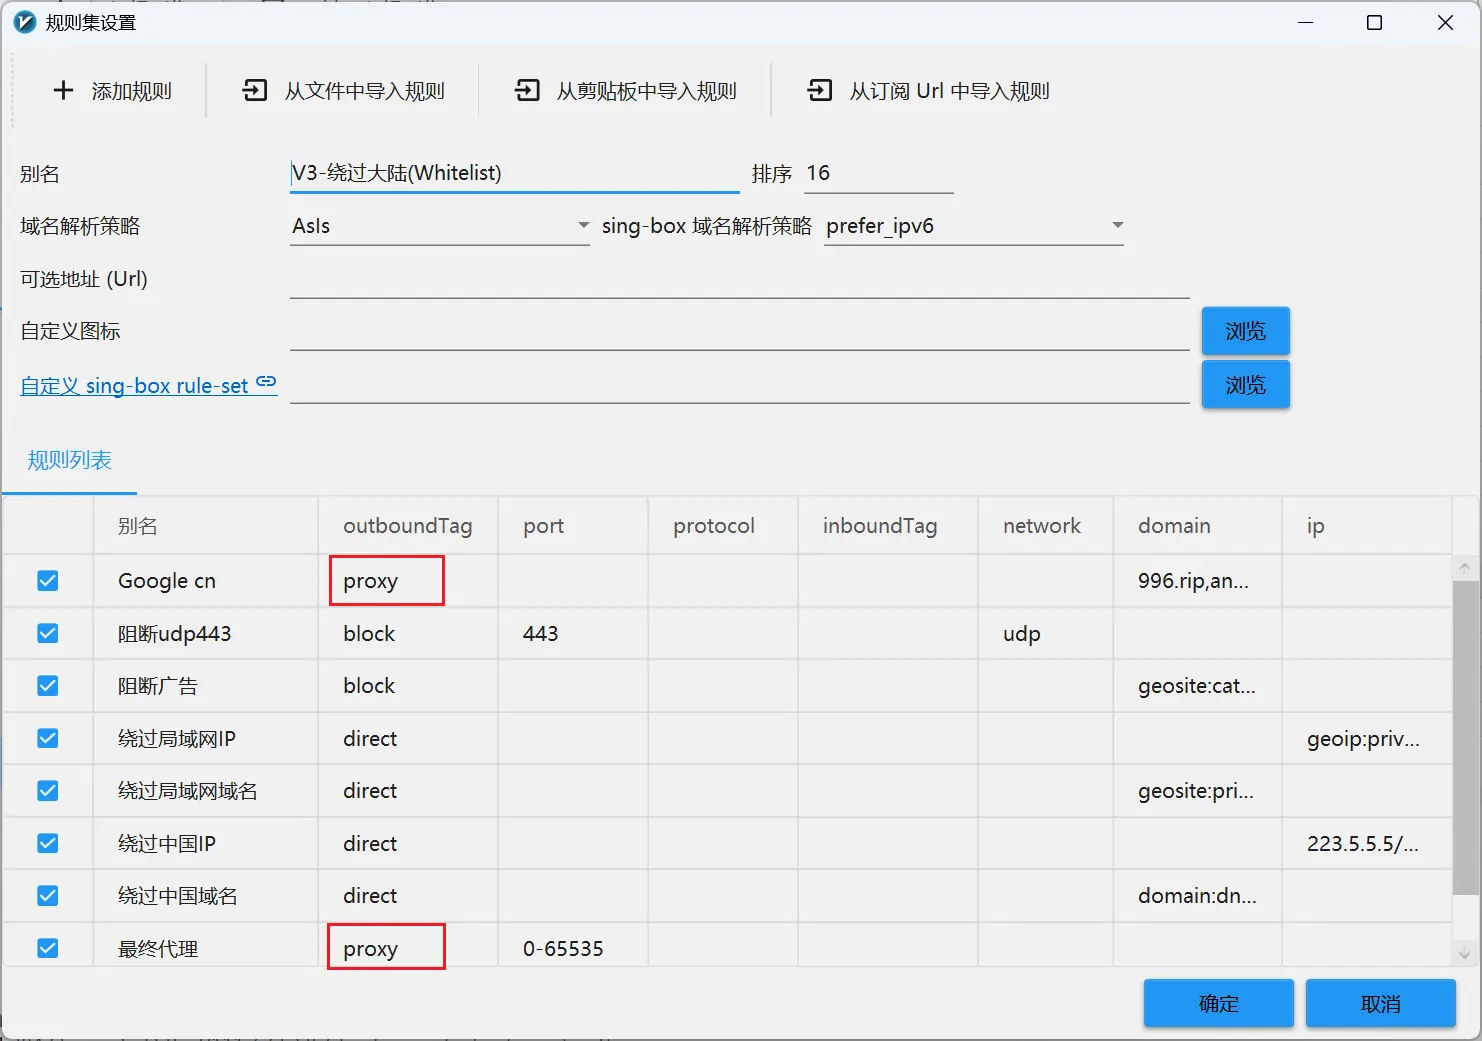 规则集设置
添加规则 从文件中导入规则 从剪贴板中导入规则 从订阅 Url 中导入规则
别名 V3-绕过大陆(Whitelist) 排序 16
域名解析策略 AsIs sing-box 域名解析策略 prefer_ipv6
可选地址 (Url)
自定义图标 浏览
自定义 sing-box rule-set 浏览
规则列表
别名 outboundTag port protocol inboundTag network domain ip
Google cn proxy 996.rip,an...
阻断udp443 block 443 udp
阻断广告 block geosite:cat...
绕过局域网IP direct geoip:priv...
绕过局域网域名 direct geosite:pri...
绕过中国IP direct 223.5.5.5/...
绕过中国域名 direct domain:dn...
最终代理 proxy 0-65535
确定 取消